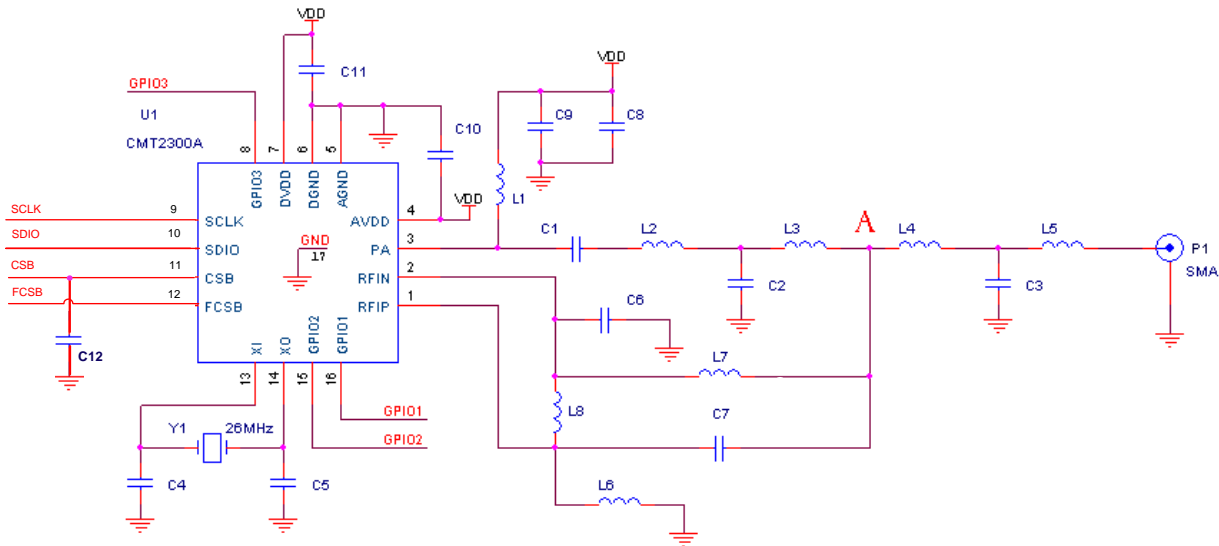 VDD
C11
GPIO3
U1
CMT2300A
8
7
6
5
GPIO3
DVDD
DGND
AGND
C10
VDD
C9
C8
L1
VDD
SCLK
9
SCLK
AVDD
4
SDIO
10
SDIO
GND
17
PA
3
C1
L2
L3
A
L4
L5
P1
SMA
CSB
11
CSB
RFIN
2
FCSB
12
FCSB
RFIP
1
C2
C3
C6
C12
XI
XO
GPIO2
GPIO1
13
14
15
16
L7
L8
C7
GPIO1
GPIO2
Y1
26MHz
C4
C5
L6